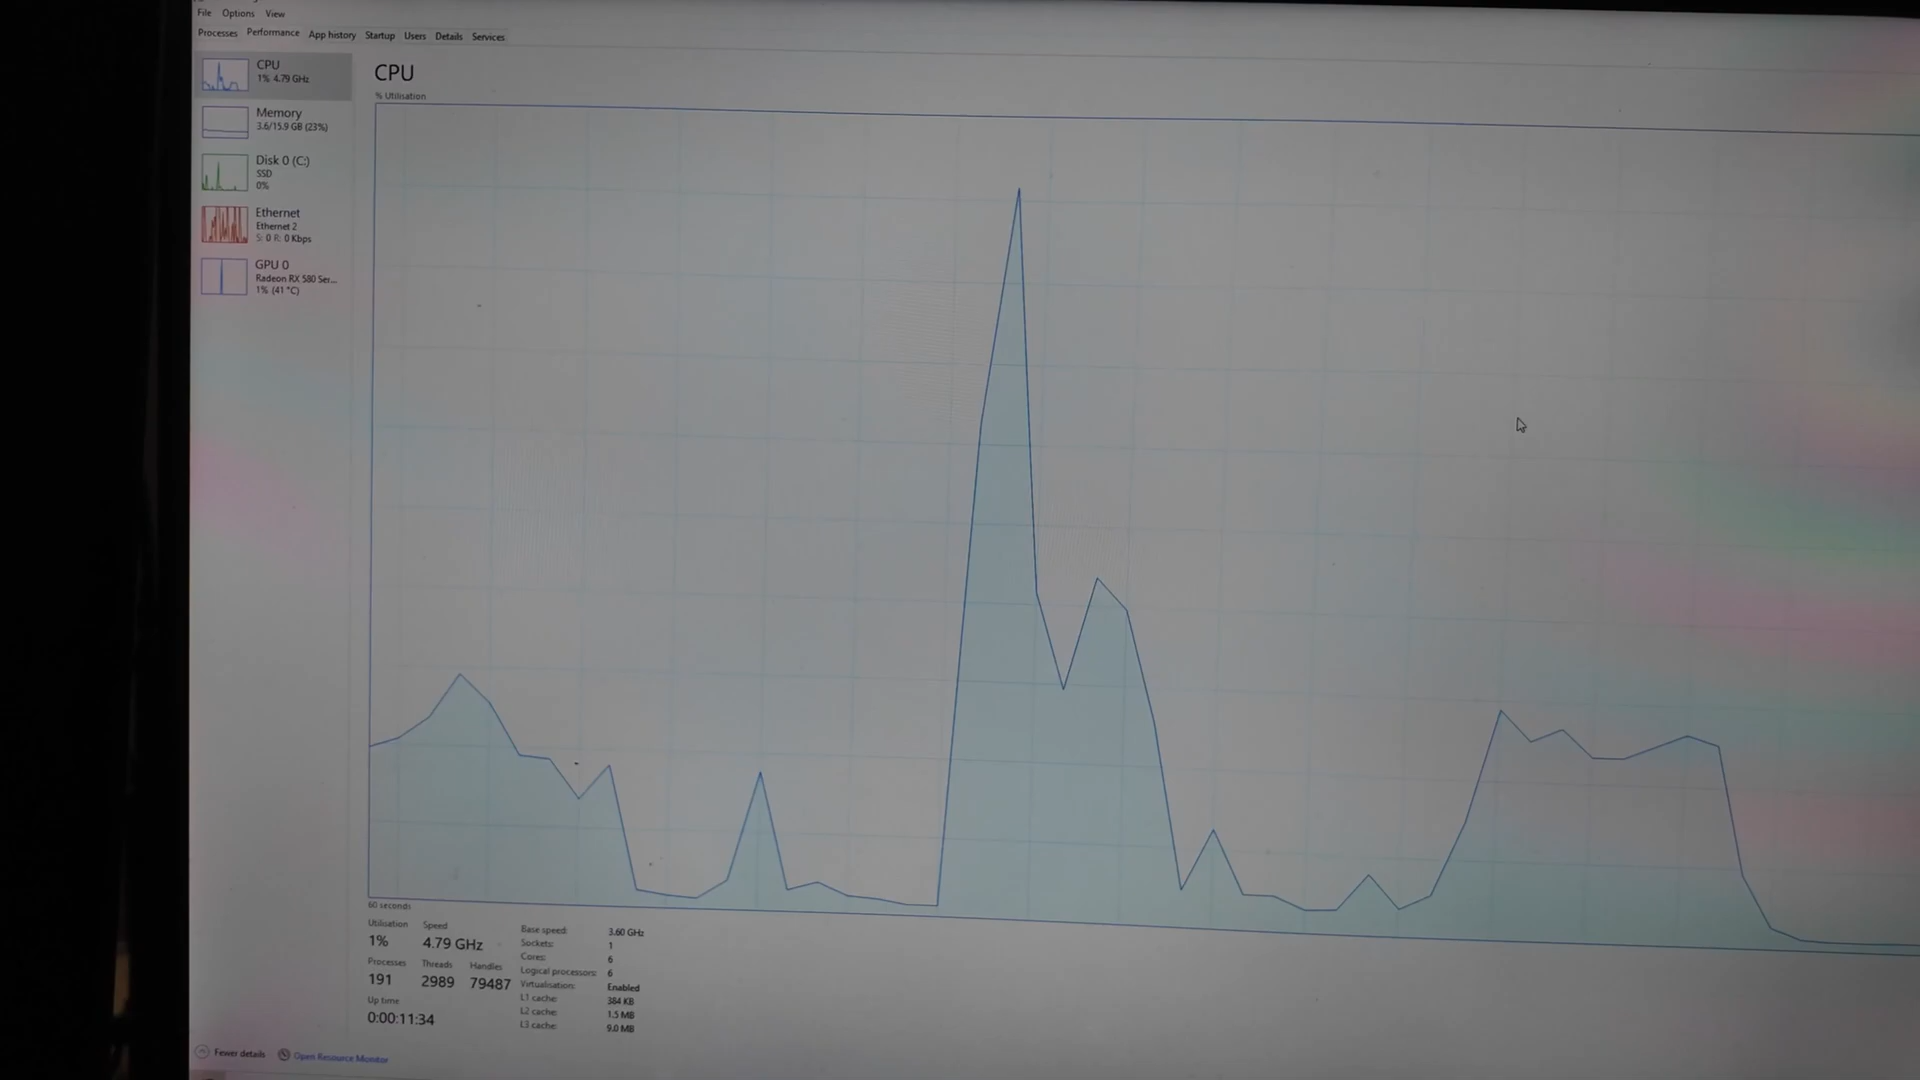 File Options View
Processes Performance App history Startup Users Details Services
CPU
1% 4.79 GHz
Memory
3.6/15.9 GB (23%)
Disk 0 (C:)
SSD
0%
Ethernet
Ethernet 2
S: 0 R: 0 Kbps
GPU 0
Radeon RX 580 Ser...
1% (41 °C)
CPU
% Utilisation
60 seconds
Utilisation Speed
1% 4.79 GHz
Processes Threads Handles
191 2989 79487
Up time
0:00:11:34
Base speed: 3.60 GHz
Sockets: 1
Cores: 6
Logical processors: 6
Virtualisation: Enabled
L1 cache: 384 KB
L2 cache: 1.5 MB
L3 cache: 9.0 MB
Fewer details Open Resource Monitor